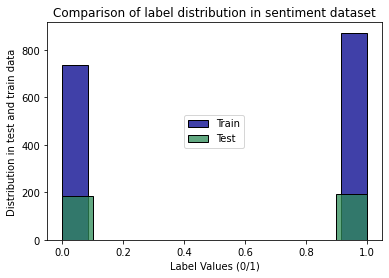 Comparison of label distribution in sentiment dataset
Distribution in test and train data
800
600
400
200
0
Train
Test
0.0 0.2 0.4 0.6 0.8 1.0
Label Values (0/1)